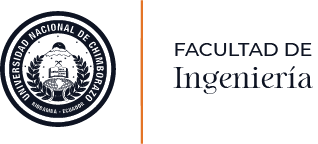 UNIVERSIDAD NACIONAL DE CHIMBORAZO
RIOBAMBA - ECUADOR
FACULTAD DE
Ingeniería